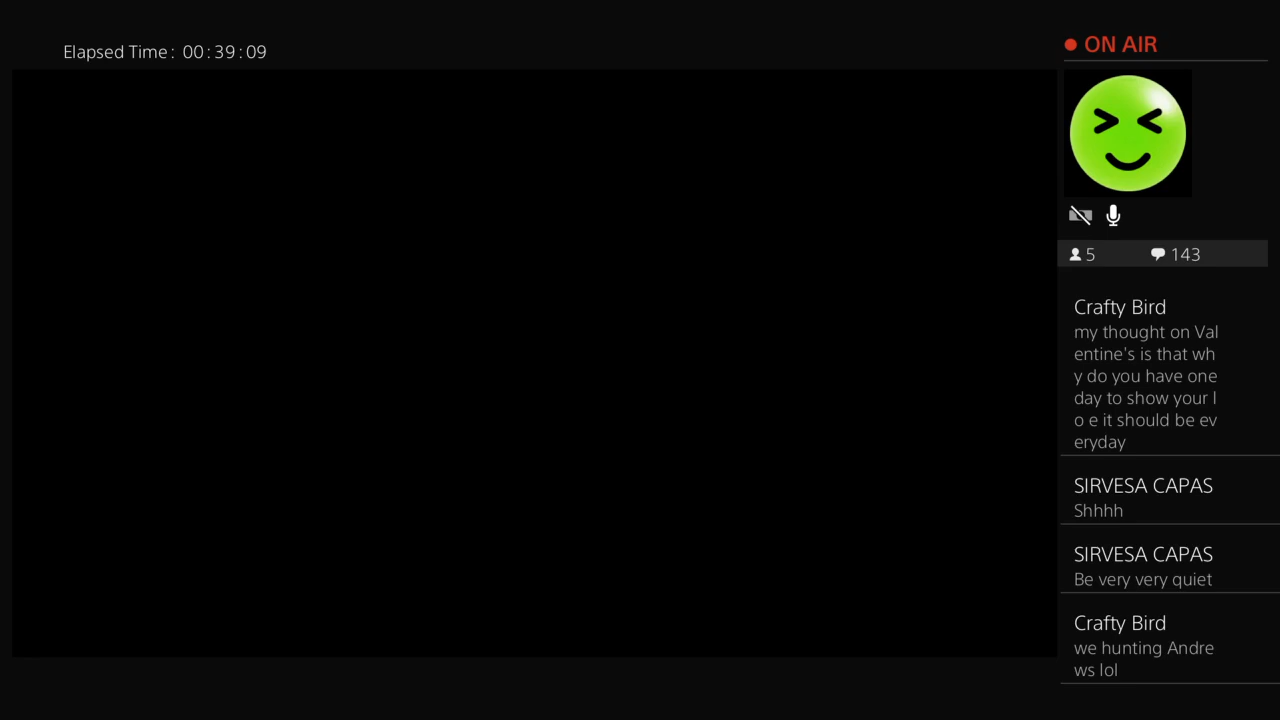 Elapsed Time: 00:39:09
ON AIR
5 143
Crafty Bird
my thought on Val
entine's is that wh
y do you have one
day to show your l
o e it should be ev
eryday
SIRVESA CAPAS
Shhhh
SIRVESA CAPAS
Be very very quiet
Crafty Bird
we hunting Andre
ws lol